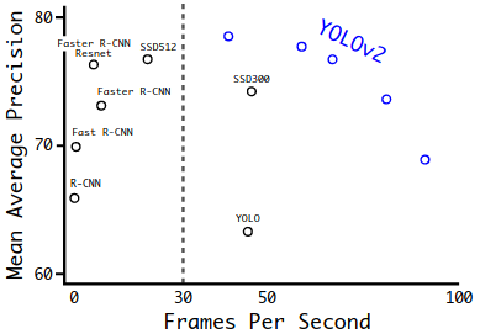 80
Faster R-CNN
Resnet
SSD512
YOLOv2
SSD300
Faster R-CNN
70
Fast R-CNN
R-CNN
YOLO
60
Mean Average Precision
0
30
50
100
Frames Per Second